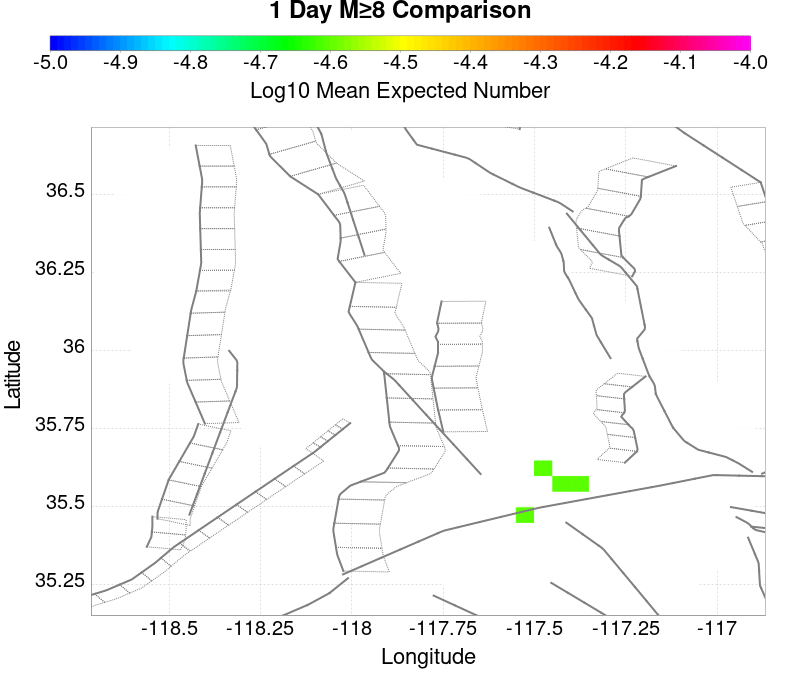 1 Day M≥8 Comparison
-5.0 -4.9 -4.8 -4.7 -4.6 -4.5 -4.4 -4.3 -4.2 -4.1 -4.0
Log10 Mean Expected Number
36.5
36.25
36
35.75
35.5
35.25
Latitude
-118.5 -118.25 -118 -117.75 -117.5 -117.25 -117
Longitude